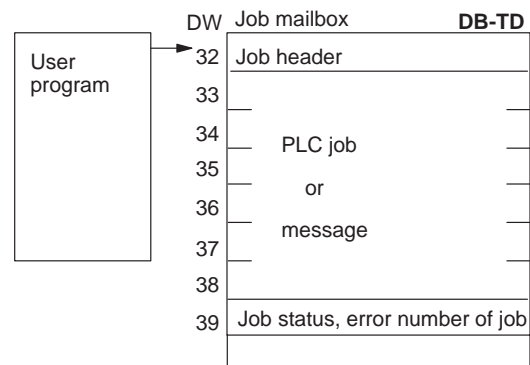 DW Job mailbox DB-TD
User
program
32 Job header
33
34
PLC job
35
or
36
message
37
38
39 Job status, error number of job